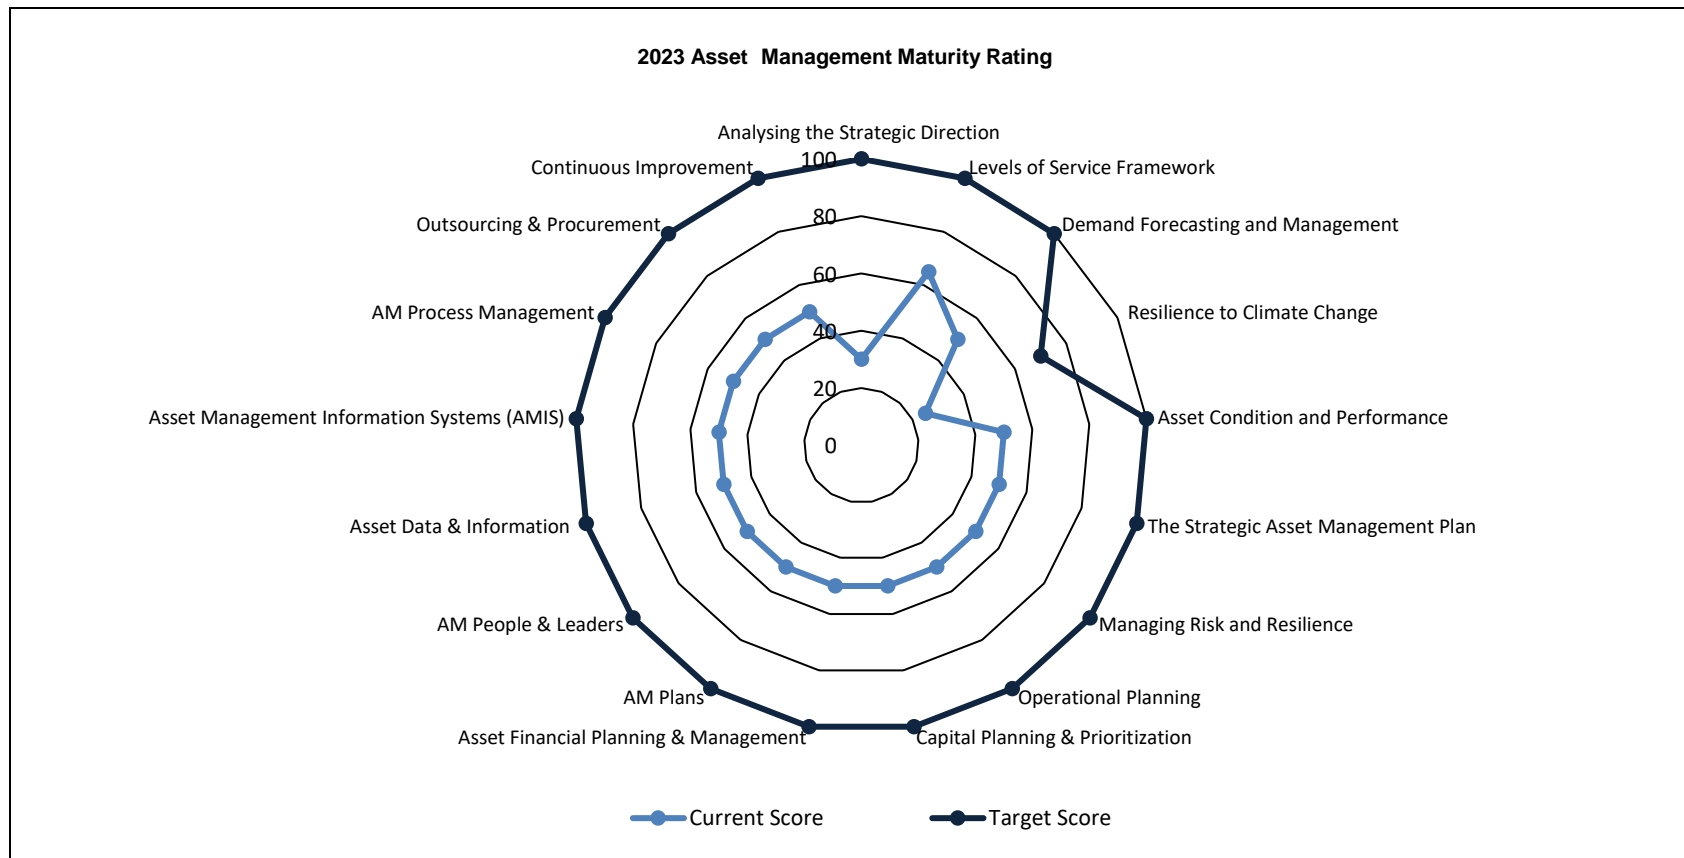 2023 Asset Management Maturity Rating
Analysing the Strategic Direction
Levels of Service Framework
Demand Forecasting and Management
Resilience to Climate Change
Asset Condition and Performance
The Strategic Asset Management Plan
Managing Risk and Resilience
Operational Planning
Capital Planning & Prioritization
Asset Financial Planning & Management
AM Plans
AM People & Leaders
Asset Data & Information
Asset Management Information Systems (AMIS)
AM Process Management
Outsourcing & Procurement
Continuous Improvement
100
80
60
40
20
0
Current Score
Target Score